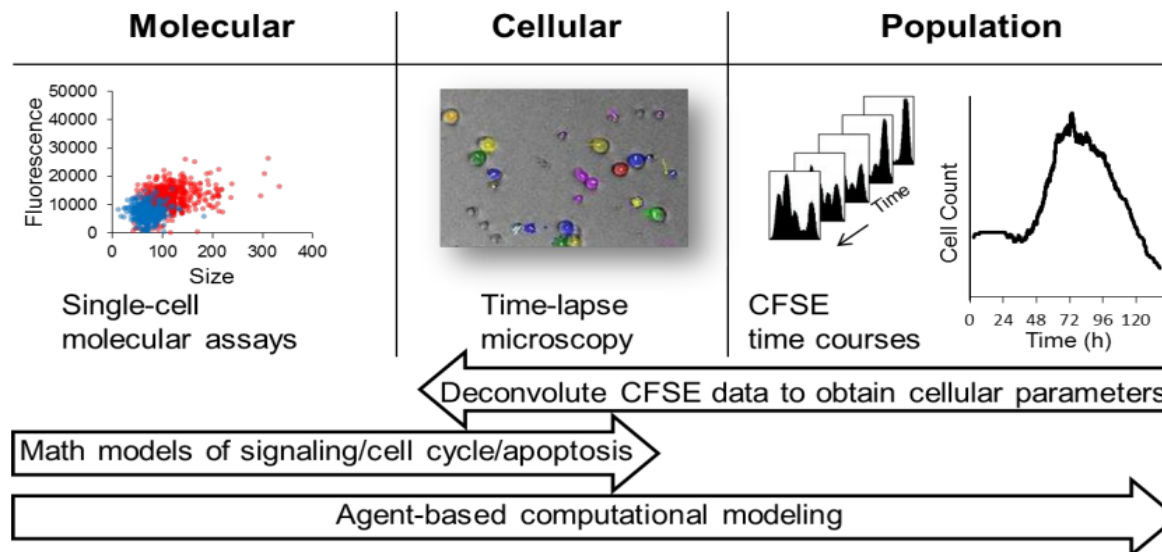 Molecular
Cellular
Population
50000
40000
30000
20000
10000
0
Fluorescence
0 100 200 300 400
Size
Single-cell
molecular assays
Time-lapse
microscopy
Time
CFSE
time courses
Cell Count
0 24 48 72 96 120
Time (h)
Deconvolute CFSE data to obtain cellular parameters
Math models of signaling/cell cycle/apoptosis
Agent-based computational modeling